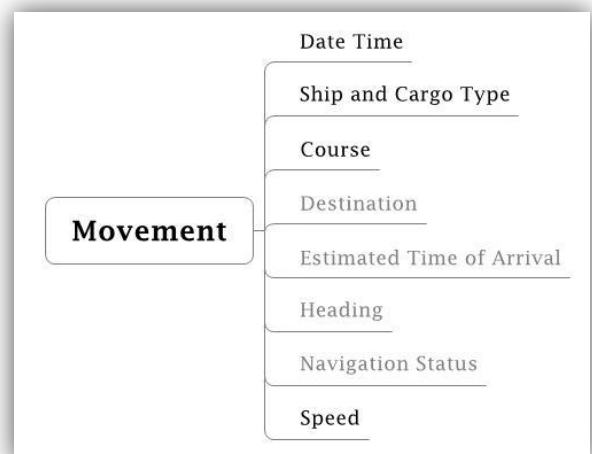 Movement
Date Time
Ship and Cargo Type
Course
Destination
Estimated Time of Arrival
Heading
Navigation Status
Speed